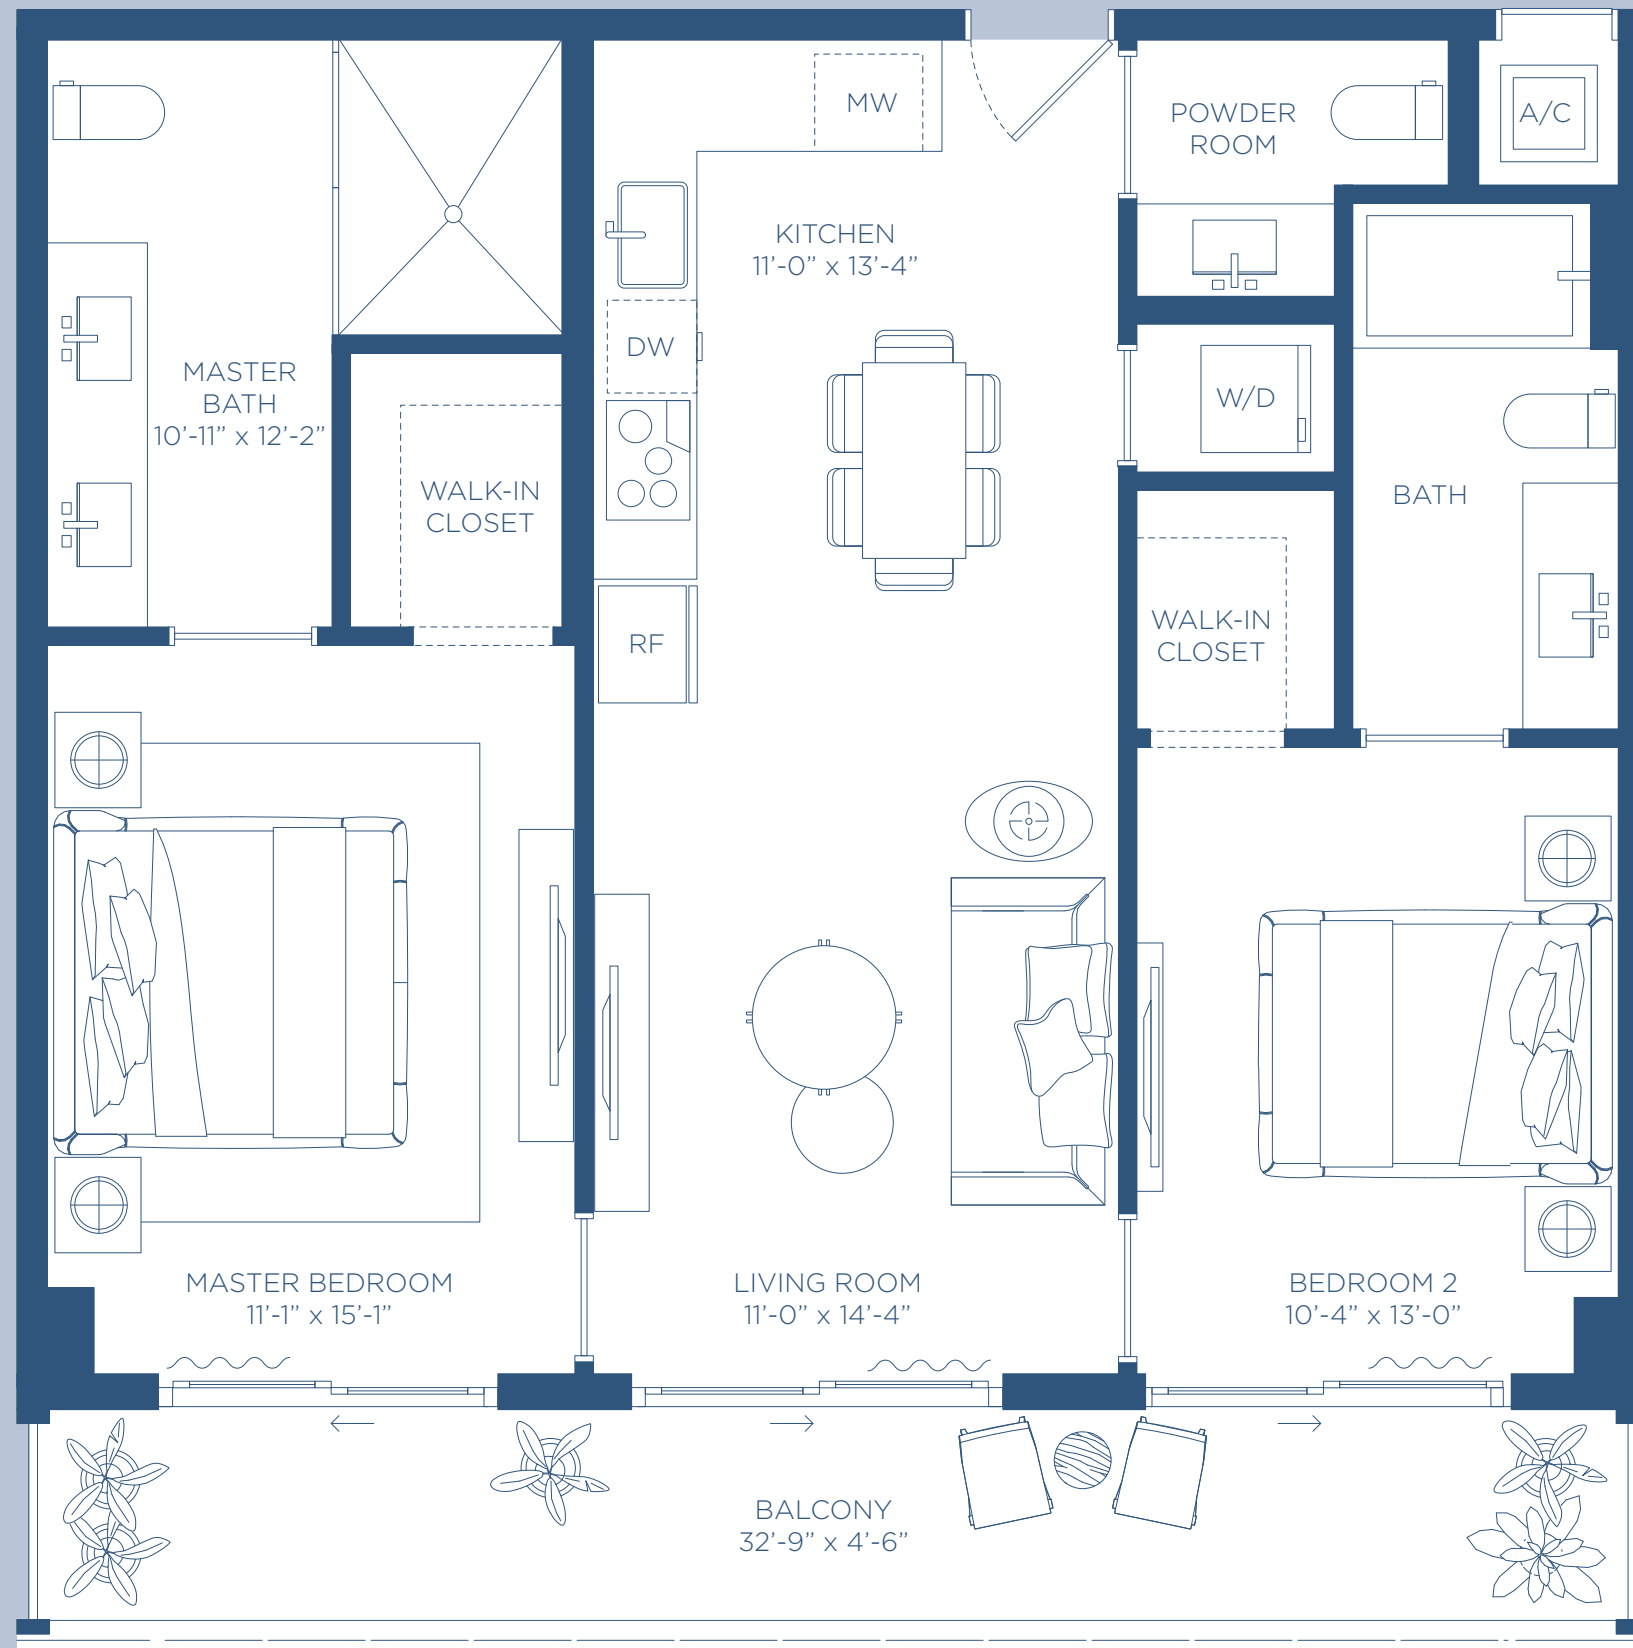 MW
POWDER
ROOM
A/C
KITCHEN
11’-0” x 13’-4”
DW
MASTER
BATH
10’-11” x 12’-2”
W/D
WALK-IN
CLOSET
BATH
WALK-IN
CLOSET
RF
MASTER BEDROOM
11’-1” x 15’-1”
LIVING ROOM
11’-0” x 14’-4”
BEDROOM 2
10’-4” x 13’-0”
BALCONY
32’-9” x 4’-6”